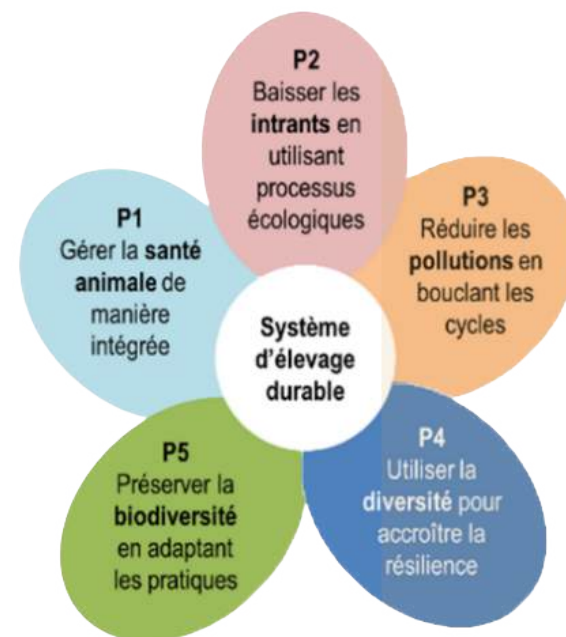 P1
Gérer la santé
animale de
manière
intégrée
P2
Baisser les
intrants en
utilisant
processus
écologiques
P3
Réduire les
pollutions en
bouclant les
cycles
P4
Utiliser la
diversité pour
accroître la
résilience
P5
Préserver la
biodiversité
en adaptant
les pratiques
Système
d'élevage
durable